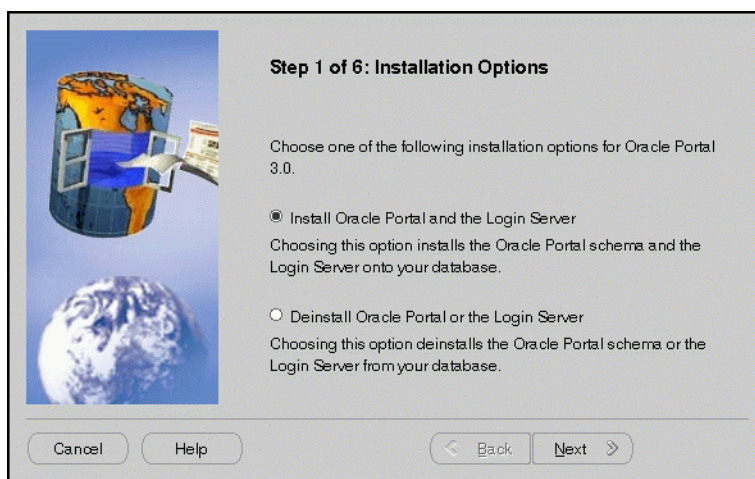 Step 1 of 6: Installation Options
Choose one of the following installation options for Oracle Portal
3.0.
Install Oracle Portal and the Login Server
Choosing this option installs the Oracle Portal schema and the
Login Server onto your database.
Deinstall Oracle Portal or the Login Server
Choosing this option deinstalls the Oracle Portal schema or the
Login Server from your database.
Cancel Help Back Next